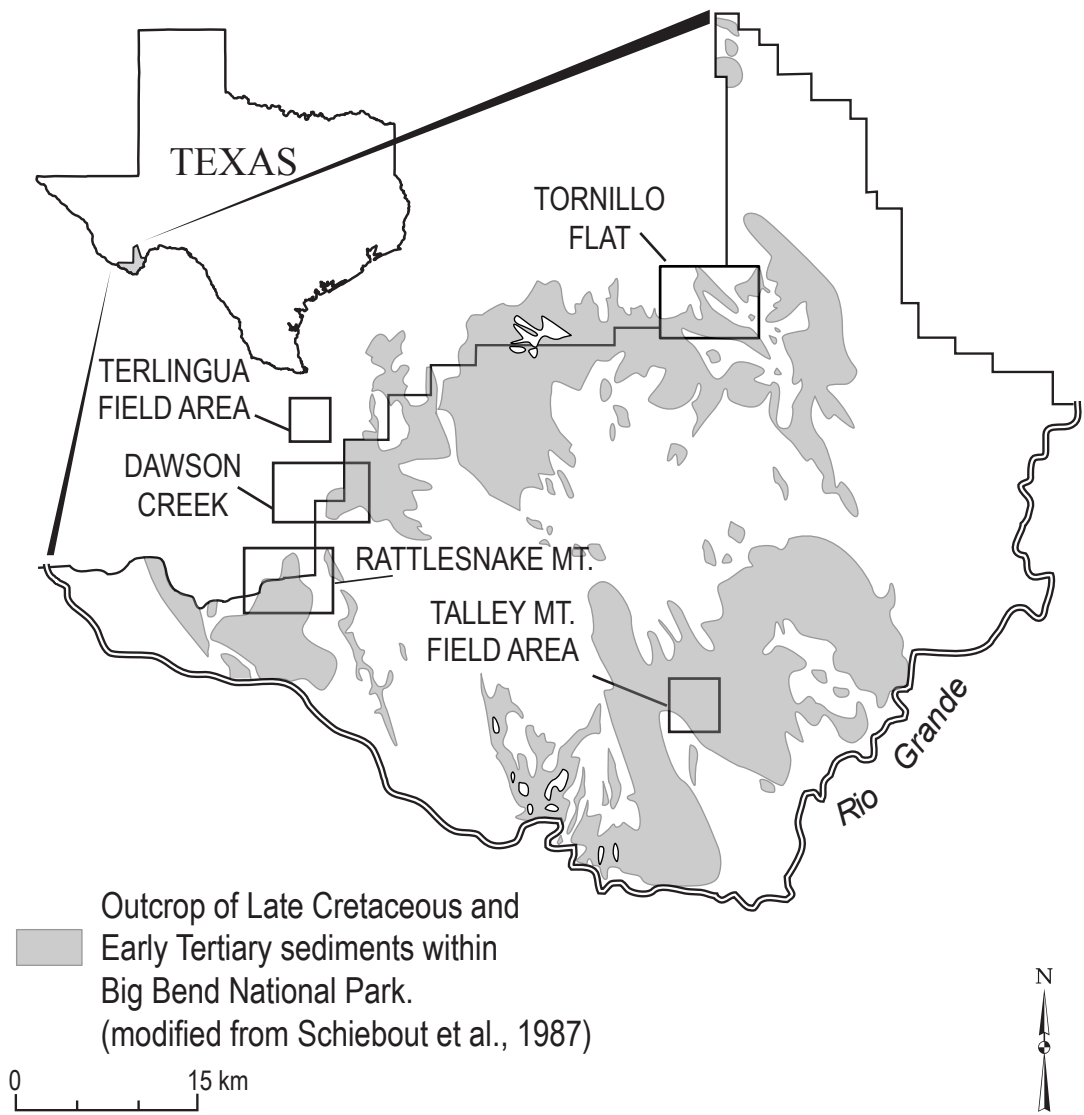 TEXAS
TORNILLO
FLAT
TERLINGUA
FIELD AREA
DAWSON
CREEK
RATTLESNAKE MT.
TALLEY MT.
FIELD AREA
Rio Grande
Outcrop of Late Cretaceous and
Early Tertiary sediments within
Big Bend National Park.
(modified from Schiebout et al., 1987)
N
0 15 km